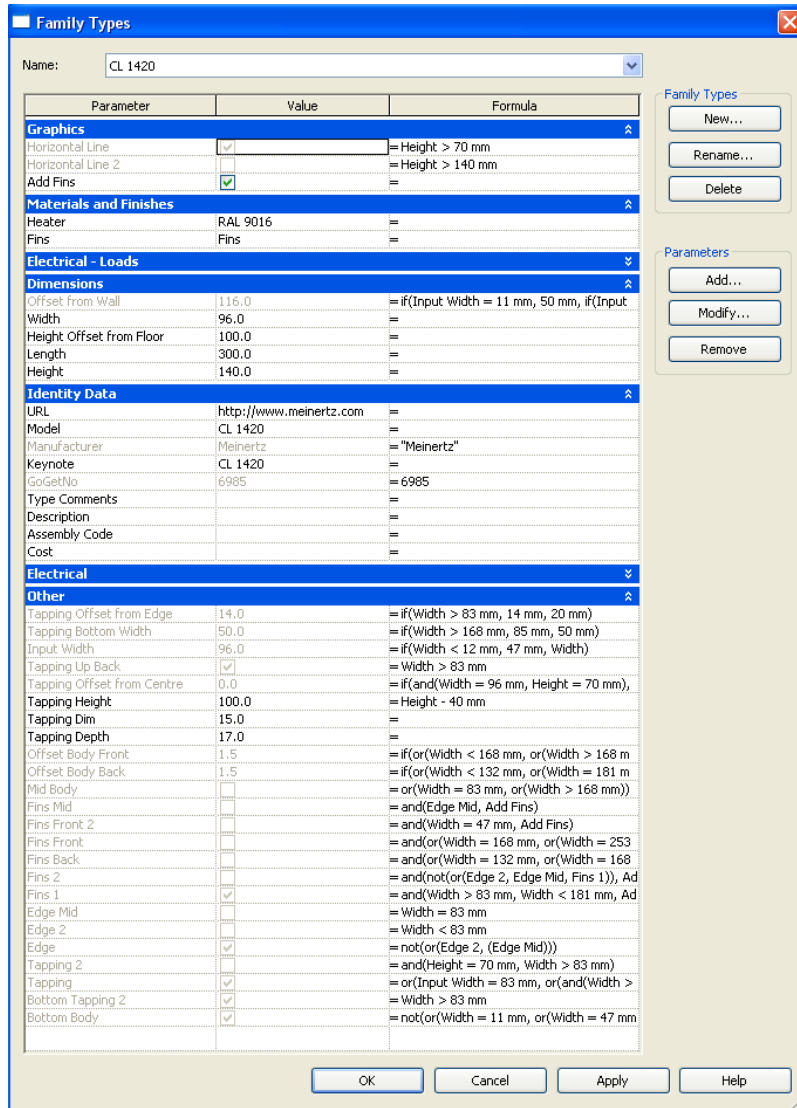 Family Types
Name: CL 1420
Parameter Value Formula
Graphics
Horizontal Line = Height > 70 mm
Horizontal Line 2 = Height > 140 mm
Add Fins =
Materials and Finishes
Heater RAL 9016 =
Fins Fins =
Electrical - Loads
Dimensions
Offset from Wall 116.0 = if(Input Width = 11 mm, 50 mm, if(Input
Width 96.0 =
Height Offset from Floor 100.0 =
Length 300.0 =
Height 140.0 =
Identity Data
URL http://www.meinertz.com =
Model CL 1420 =
Manufacturer Meinertz = "Meinertz"
Keynote CL 1420 =
GoGetNo 6985 = 6985
Type Comments =
Description =
Assembly Code =
Cost =
Electrical
Other
Tapping Offset from Edge 14.0 = if(Width > 83 mm, 14 mm, 20 mm)
Tapping Bottom Width 50.0 = if(Width > 168 mm, 85 mm, 50 mm)
Input Width 96.0 = if(Width < 12 mm, 47 mm, Width)
Tapping Up Back = Width > 83 mm
Tapping Offset from Centre 0.0 = if(and(Width = 96 mm, Height = 70 mm),
Tapping Height 100.0 = Height - 40 mm
Tapping Dim 15.0 =
Tapping Depth 17.0 =
Offset Body Front 1.5 = if(or(Width < 168 mm, or(Width > 168 m
Offset Body Back 1.5 = if(or(Width < 132 mm, or(Width = 181 m
Mid Body = or(Width = 83 mm, or(Width > 168 mm))
Fins Mid = and(Edge Mid, Add Fins)
Fins Front 2 = and(Width = 47 mm, Add Fins)
Fins Front = and(or(Width = 168 mm, or(Width = 253
Fins Back = and(or(Width = 132 mm, or(Width = 168
Fins 2 = and(not(or(Edge 2, Edge Mid, Fins 1)), Ad
Fins 1 = and(Width > 83 mm, Width < 181 mm, Ad
Edge Mid = Width = 83 mm
Edge 2 = Width < 83 mm
Edge = not(or(Edge 2, (Edge Mid)))
Tapping 2 = and(Height = 70 mm, Width > 83 mm)
Tapping = or(Input Width = 83 mm, or(and(Width >
Bottom Tapping 2 = Width > 83 mm
Bottom Body = not(or(Width = 11 mm, or(Width = 47 mm
Family Types
New...
Rename...
Delete
Parameters
Add...
Modify...
Remove
OK Cancel Apply Help